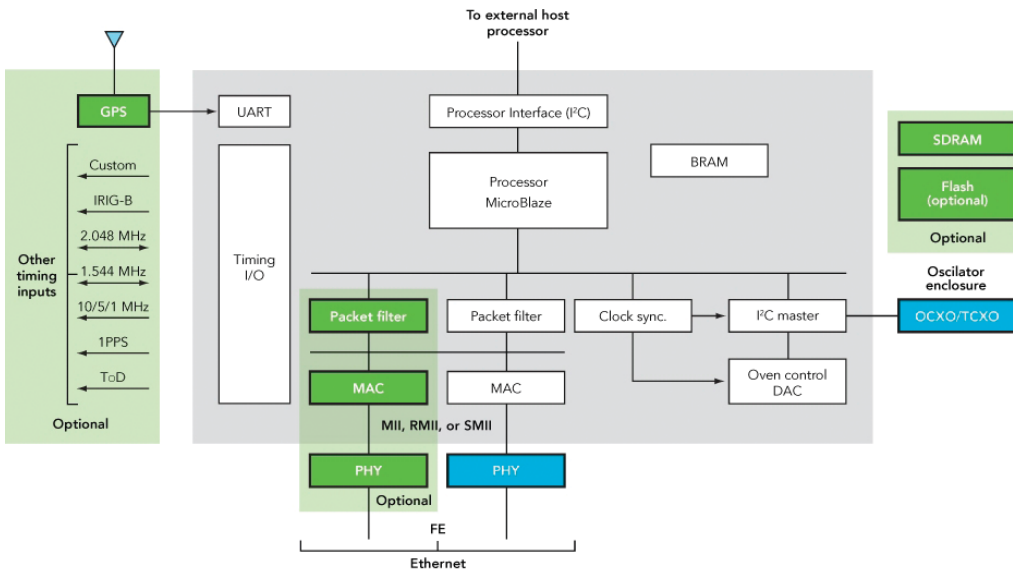 To external host
processor
GPS
UART
Processor Interface (I²C)
SDRAM
Custom
BRAM
Processor
MicroBlaze
Flash
(optional)
IRIG-B
2.048 MHz
Optional
Other
timing
inputs
1.544 MHz
Timing
I/O
Oscilator
enclosure
10/5/1 MHz
Packet filter
Packet filter
Clock sync.
I²C master
OCXO/TCXO
1PPS
ToD
MAC
MAC
Oven control
DAC
Optional
MII, RMII, or SMII
PHY
PHY
Optional
FE
Ethernet